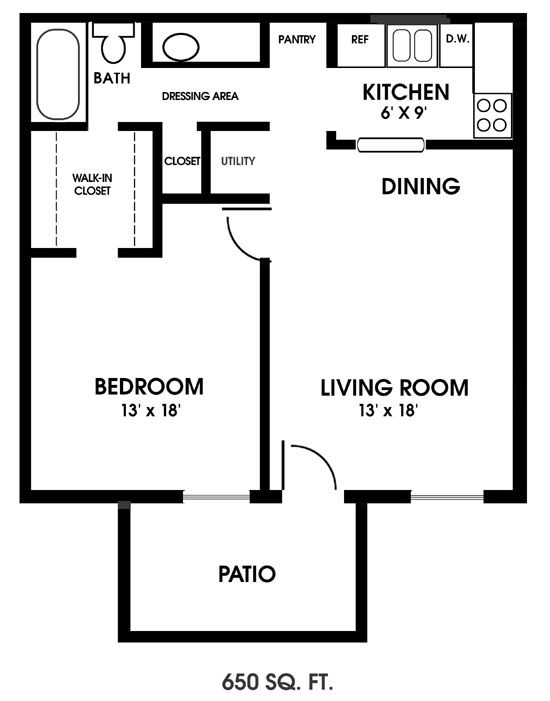 PANTRY
REF
D.W.
BATH
DRESSING AREA
KITCHEN
6' X 9'
CLOSET
UTILITY
WALK-IN
CLOSET
DINING
BEDROOM
13' x 18'
LIVING ROOM
13' x 18'
PATIO
650 SQ. FT.